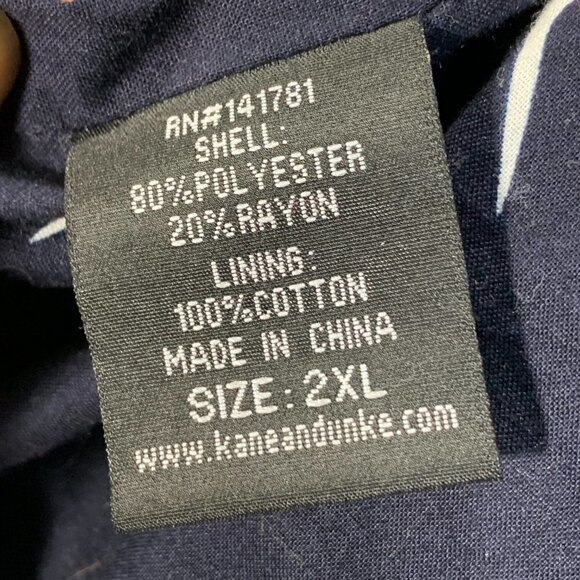 RN#141781
SHELL:
80%POLYESTER
20%RAYON
LINING:
100%COTTON
MADE IN CHINA
SIZE: 2XL
www.kaneandunke.com